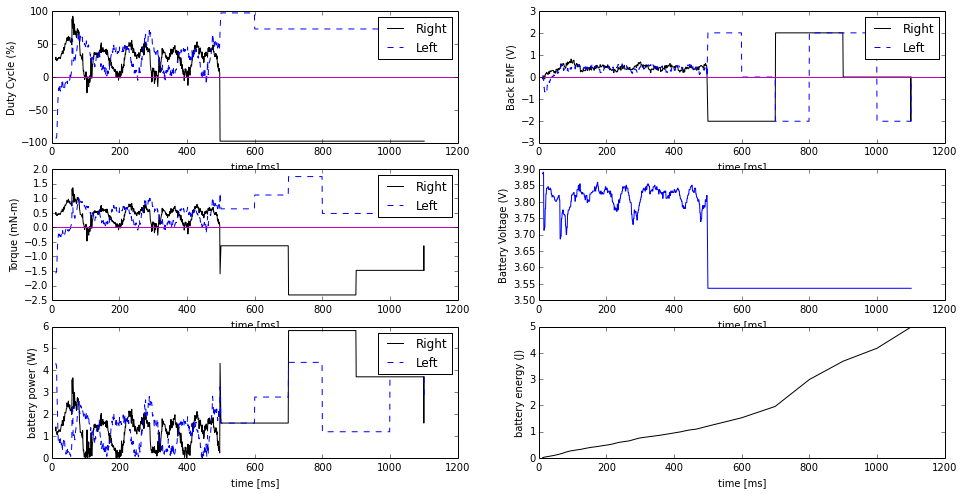 100
50
0
−50
−100
Duty Cycle (%)
0 200 400 600 800 1000 1200
time [ms]
Right
Left
3
2
1
0
−1
−2
−3
Back EMF (V)
0 200 400 600 800 1000 1200
time [ms]
Right
Left
2.0
1.5
1.0
0.5
0.0
−0.5
−1.0
−1.5
−2.0
−2.5
Torque (mN-m)
0 200 400 600 800 1000 1200
time [ms]
Right
Left
3.90
3.85
3.80
3.75
3.70
3.65
3.60
3.55
3.50
Battery Voltage (V)
0 200 400 600 800 1000 1200
time [ms]
6
5
4
3
2
1
0
battery power (W)
0 200 400 600 800 1000 1200
time [ms]
Right
Left
5
4
3
2
1
0
battery energy (J)
0 200 400 600 800 1000 1200
time [ms]